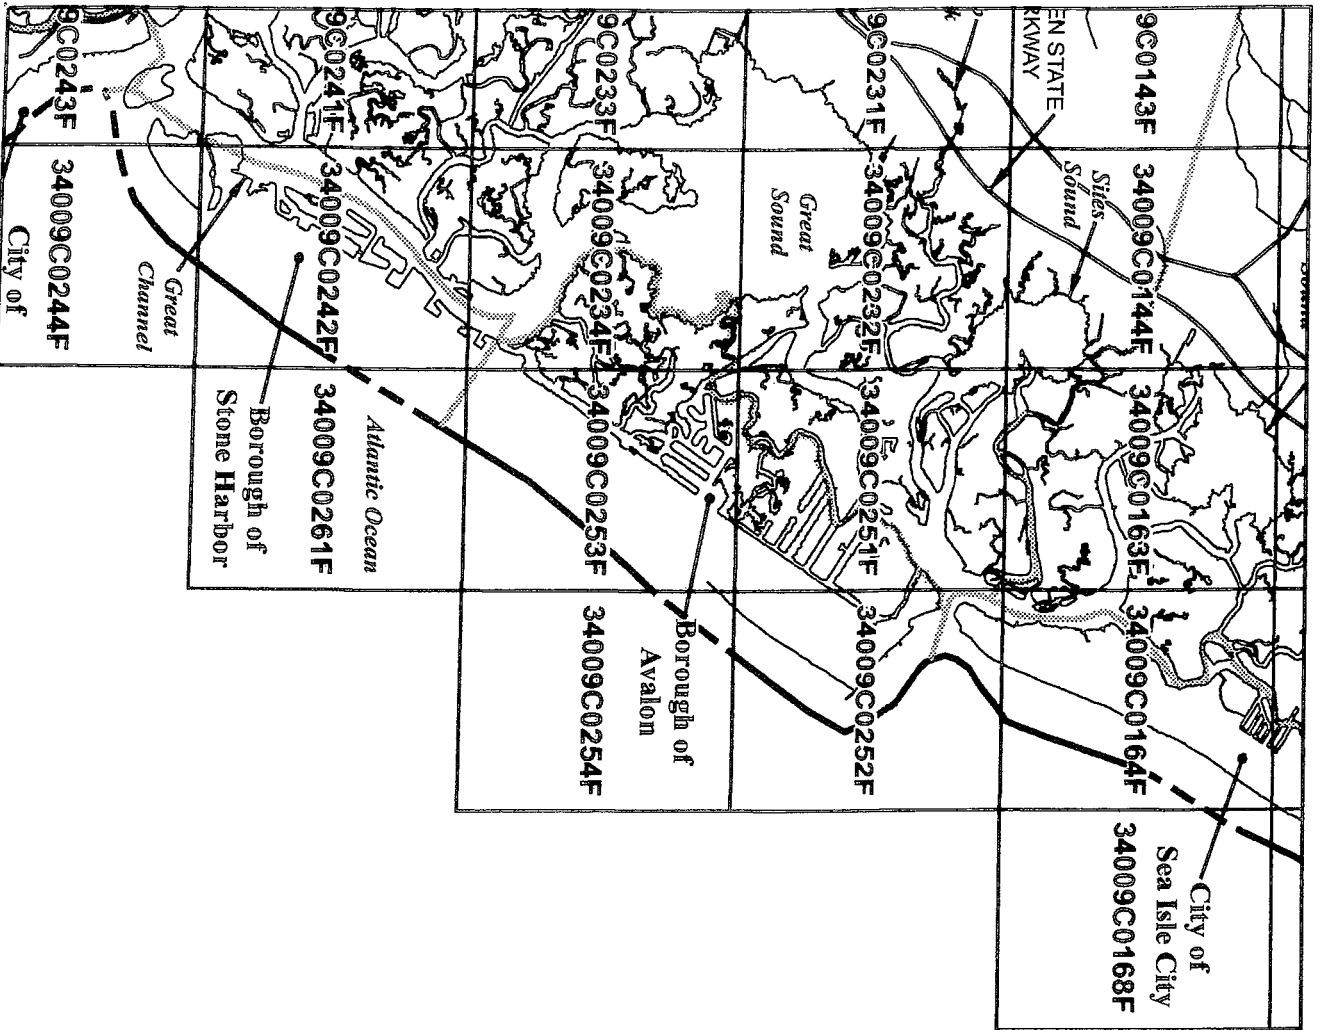 City of
Sea Isle City
9C0143F
34009C0144F
34009C0163F
34009C0164F
34009C0168F
Sites
Sound
EN STATE
RKWAY
9C0231F
34009C0232F
34009C0251F
34009C0252F
Great
Sound
Borough of
Avalon
9C0233F
34009C0234F
34009C0253F
34009C0254F
Atlantic Ocean
9C0241F
34009C0242F
34009C0261F
Borough of
Stone Harbor
Great
Channel
9C0243F
34009C0244F
City of